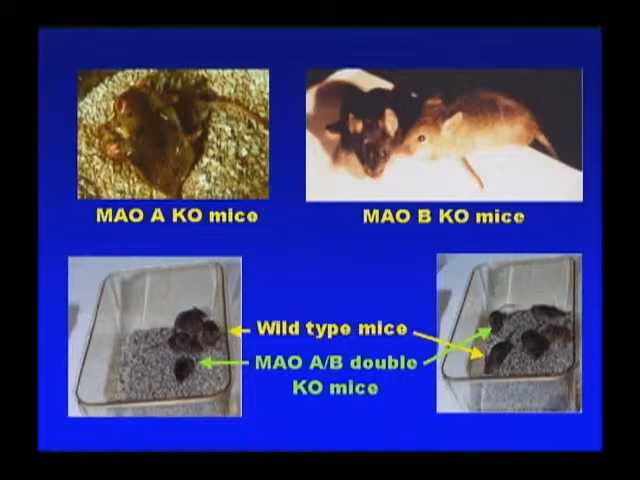 MAO A KO mice
MAO B KO mice
Wild type mice
MAO A/B double
KO mice